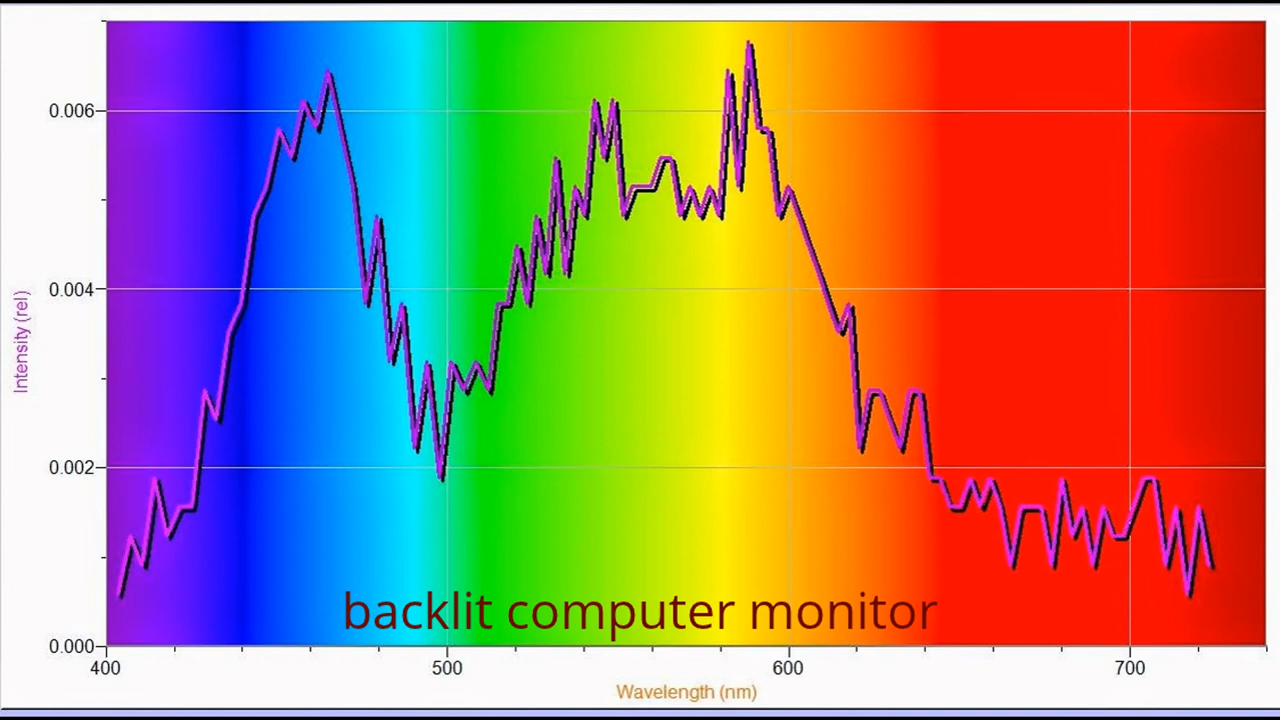 0.006
0.004
0.002
0.000
Intensity (rel)
backlit computer monitor
400 500 600 700
Wavelength (nm)